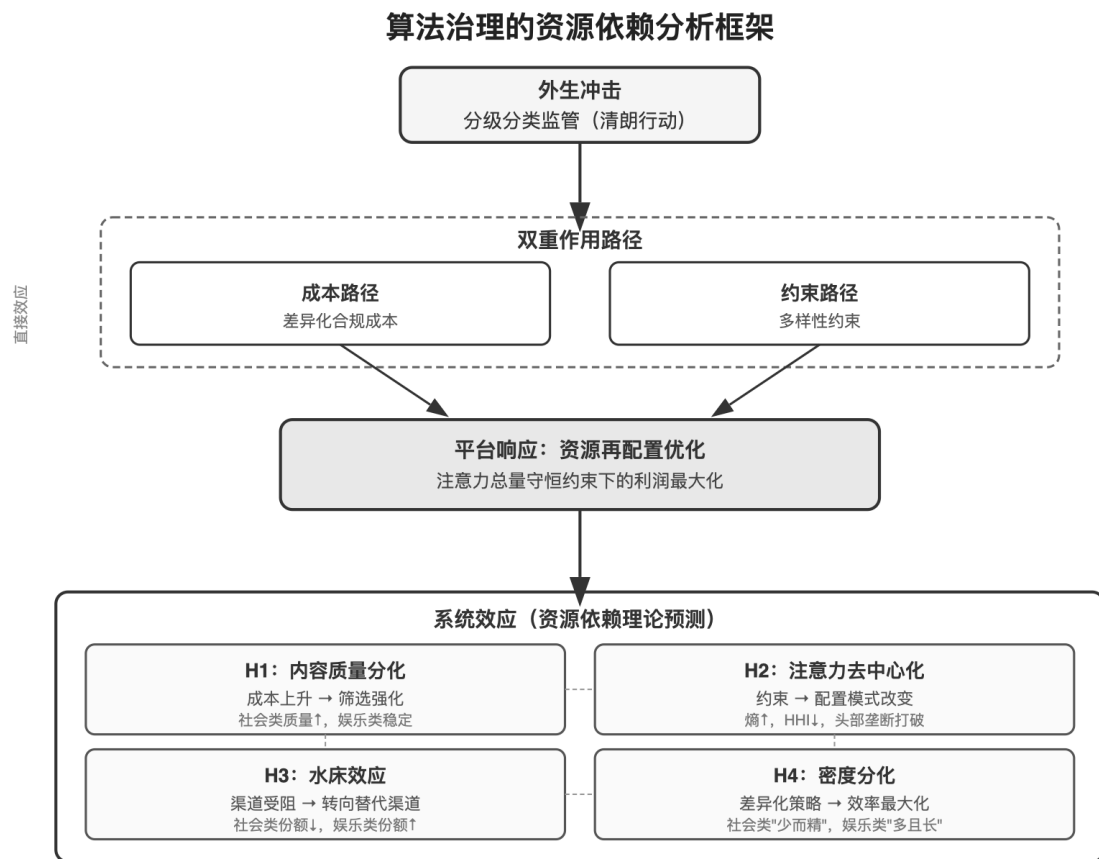 算法治理的资源依赖分析框架
外生冲击
分级分类监管（清朗行动）
双重作用路径
成本路径
差异化合规成本
约束路径
多样性约束
直接效应
平台响应：资源再配置优化
注意力总量守恒约束下的利润最大化
系统效应（资源依赖理论预测）
H1：内容质量分化
成本上升 → 筛选强化
社会类质量↑，娱乐类稳定
H2：注意力去中心化
约束 → 配置模式改变
熵↑，HHI↓，头部垄断打破
H3：水床效应
渠道受阻 → 转向替代渠道
社会类份额↓，娱乐类份额↑
H4：密度分化
差异化策略 → 效率最大化
社会类"少而精"，娱乐类"多且长"